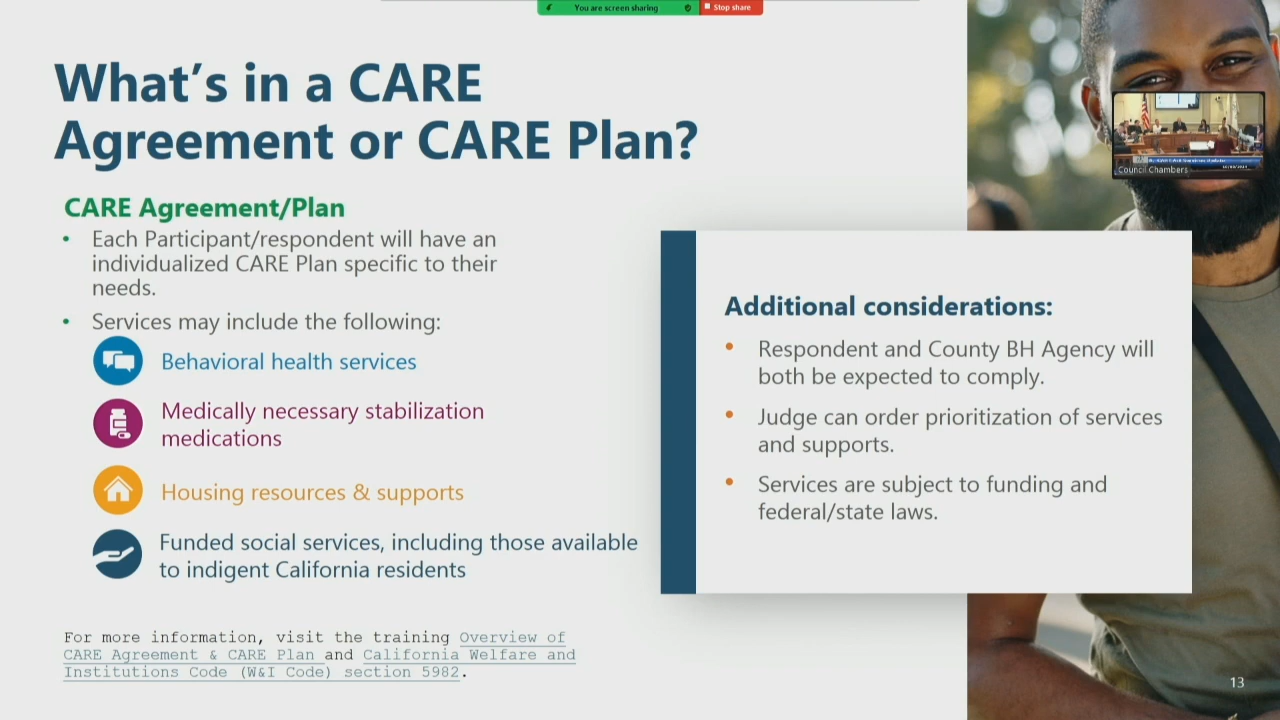 You are screen sharing
Stop share
What's in a CARE
Agreement or CARE Plan?
CARE Agreement/Plan
• Each Participant/respondent will have an
individualized CARE Plan specific to their
needs.
• Services may include the following:
Behavioral health services
Medically necessary stabilization
medications
Housing resources & supports
Funded social services, including those available
to indigent California residents
For more information, visit the training Overview of
CARE Agreement & CARE Plan and California Welfare and
Institutions Code (W&I Code) section 5982.
Additional considerations:
• Respondent and County BH Agency will
both be expected to comply.
• Judge can order prioritization of services
and supports.
• Services are subject to funding and
federal/state laws.
Council Chambers
13